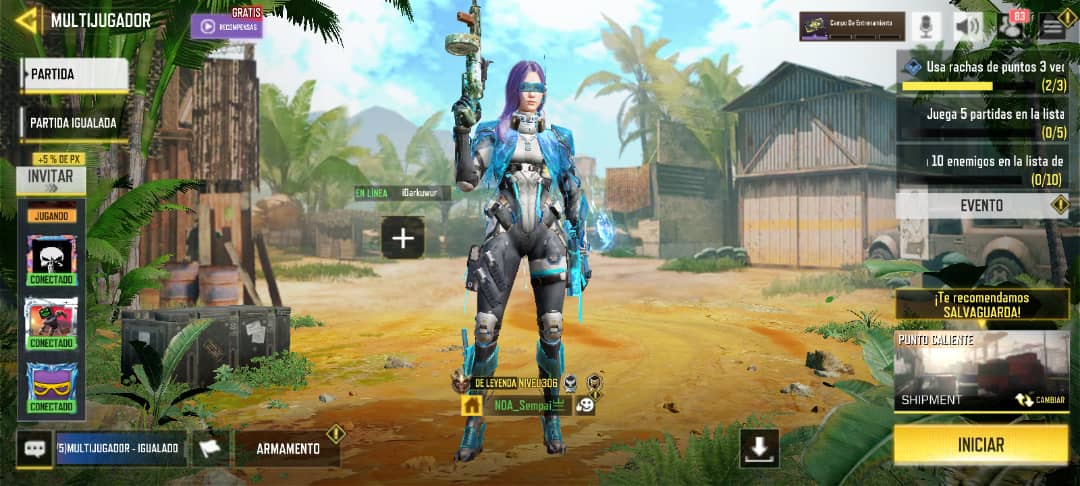 MULTIJUGADOR
GRATIS
RECOMPENSAS
Campo De Entrenamiento
83
PARTIDA
PARTIDA IGUALADA
+5 % DE PX
INVITAR
JUGANDO
CONECTADO
CONECTADO
CONECTADO
EN LÍNEA iDarkuwur
Usa rachas de puntos 3 vec
(2/3)
Juega 5 partidas en la lista
(0/5)
10 enemigos en la lista de
(0/10)
EVENTO
¡Te recomendamos
SALVAGUARDA!
PUNTO CALIENTE
SHIPMENT
CAMBIAR
DE LEYENDA NIVEL306
NOA_Sempai
(5)MULTIJUGADOR - IGUALADO
ARMAMENTO
INICIAR